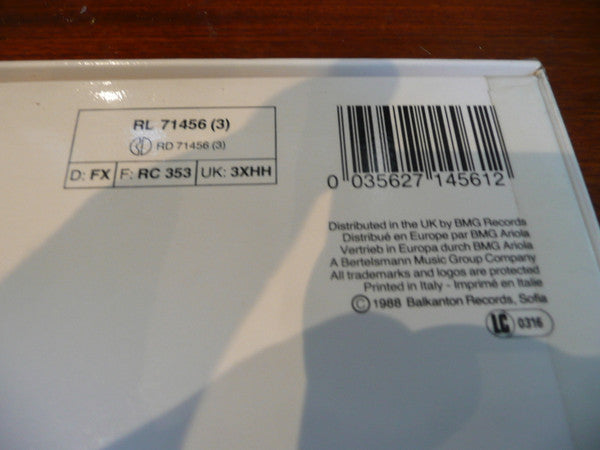 RL 71456 (3)
RD 71456 (3)
D: FX F: RC 353 UK: 3XHH
0 035627 145612
Distributed in the UK by BMG Records
Distribué en Europe par BMG Ariola
Vertrieb in Europa durch BMG Ariola
A Bertelsmann Music Group Company
All trademarks and logos are protected
Printed in Italy - Imprimé en Italie
© 1988 Balkanton Records, Sofia
LC 0316